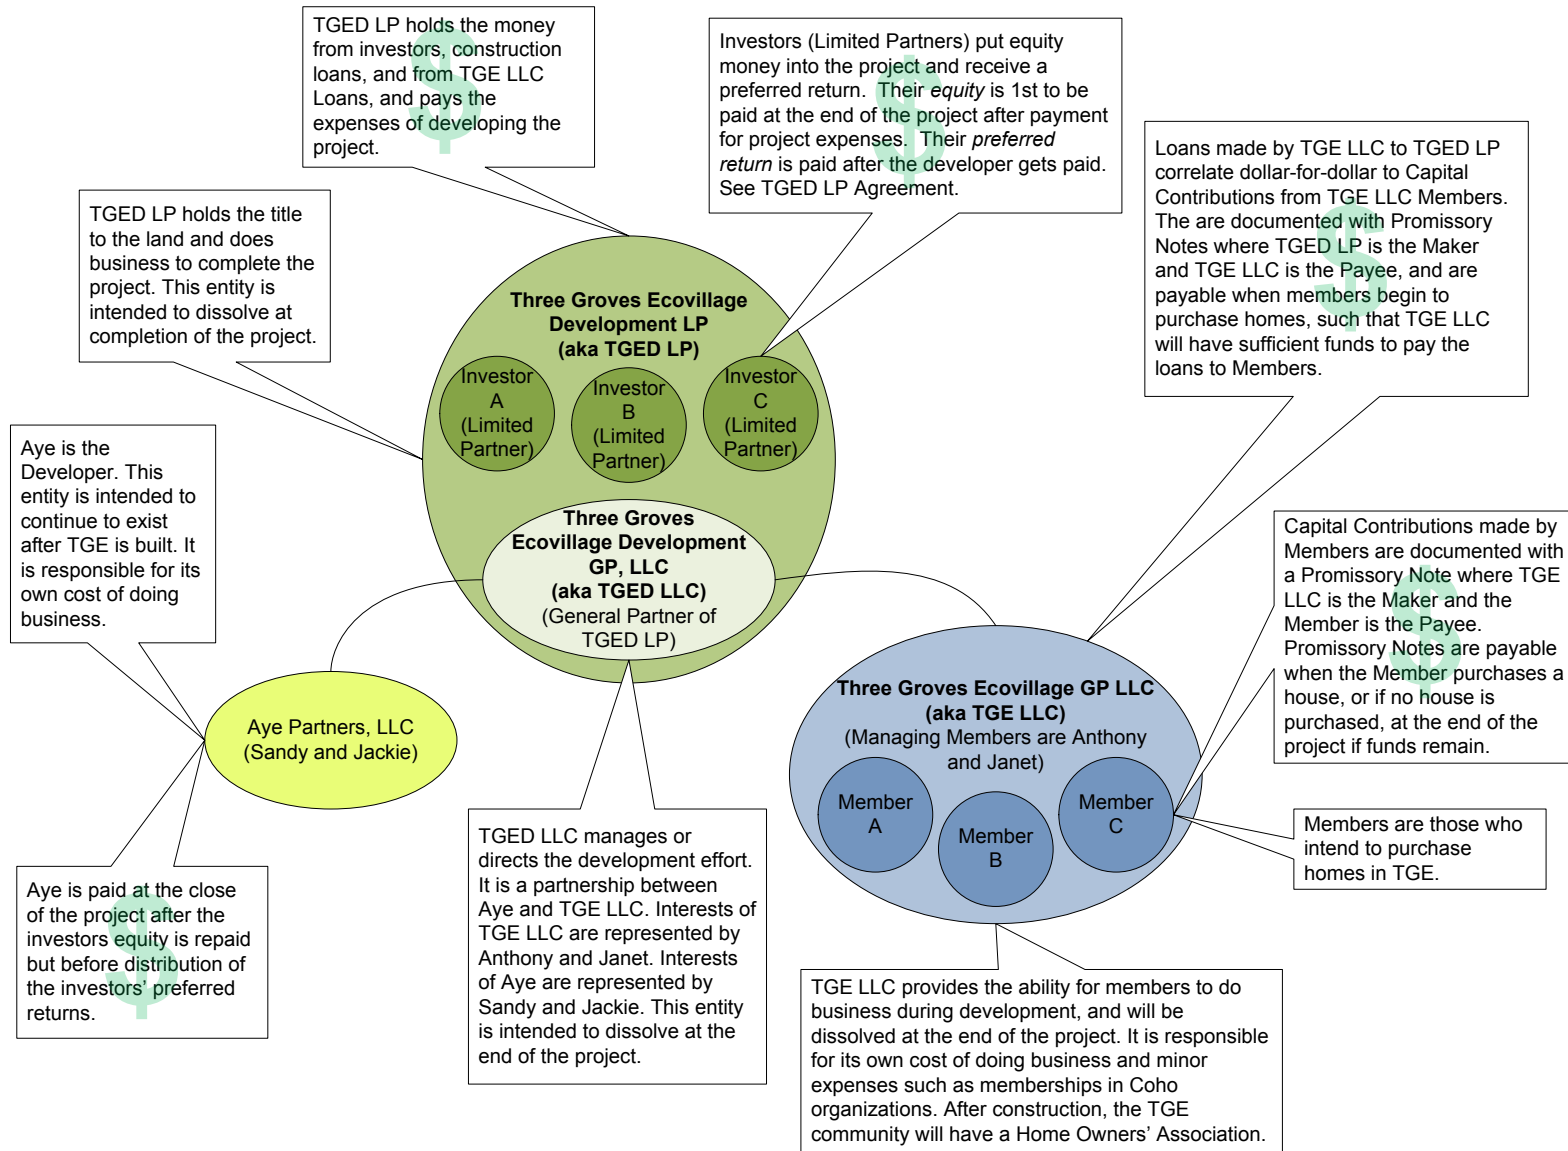 TGED LP holds the money
from investors, construction
loans, and from TGE LLC
Loans, and pays the
expenses of developing the
project.
Investors (Limited Partners) put equity
money into the project and receive a
preferred return.  Their equity is 1st to be
paid at the end of the project after payment
for project expenses.  Their preferred
return is paid after the developer gets paid.
See TGED LP Agreement.
Loans made by TGE LLC to TGED LP
correlate dollar-for-dollar to Capital
Contributions from TGE LLC Members.
The are documented with Promissory
Notes where TGED LP is the Maker
and TGE LLC is the Payee, and are
payable when members begin to
purchase homes, such that TGE LLC
will have sufficient funds to pay the
loans to Members.
TGED LP holds the title
to the land and does
business to complete the
project. This entity is
intended to dissolve at
completion of the project.
Three Groves Ecovillage
Development LP
(aka TGED LP)
Investor
A
(Limited
Partner)
Investor
B
(Limited
Partner)
Investor
C
(Limited
Partner)
Aye is the
Developer. This
entity is intended to
continue to exist
after TGE is built. It
is responsible for its
own cost of doing
business.
Three Groves
Ecovillage Development
GP, LLC
(aka TGED LLC)
(General Partner of
TGED LP)
Capital Contributions made by
Members are documented with
a Promissory Note where TGE
LLC is the Maker and the
Member is the Payee.
Promissory Notes are payable
when the Member purchases a
house, or if no house is
purchased, at the end of the
project if funds remain.
Aye Partners, LLC
(Sandy and Jackie)
Three Groves Ecovillage GP LLC
(aka TGE LLC)
(Managing Members are Anthony
and Janet)
Member
A
Member
B
Member
C
Members are those who
intend to purchase
homes in TGE.
Aye is paid at the close
of the project after the
investors equity is repaid
but before distribution of
the investors' preferred
returns.
TGED LLC manages or
directs the development effort.
It is a partnership between
Aye and TGE LLC. Interests of
TGE LLC are represented by
Anthony and Janet. Interests
of Aye are represented by
Sandy and Jackie. This entity
is intended to dissolve at the
end of the project.
TGE LLC provides the ability for members to do
business during development, and will be
dissolved at the end of the project. It is responsible
for its own cost of doing business and minor
expenses such as memberships in Coho
organizations. After construction, the TGE
community will have a Home Owners' Association.
$
$
$
$
$